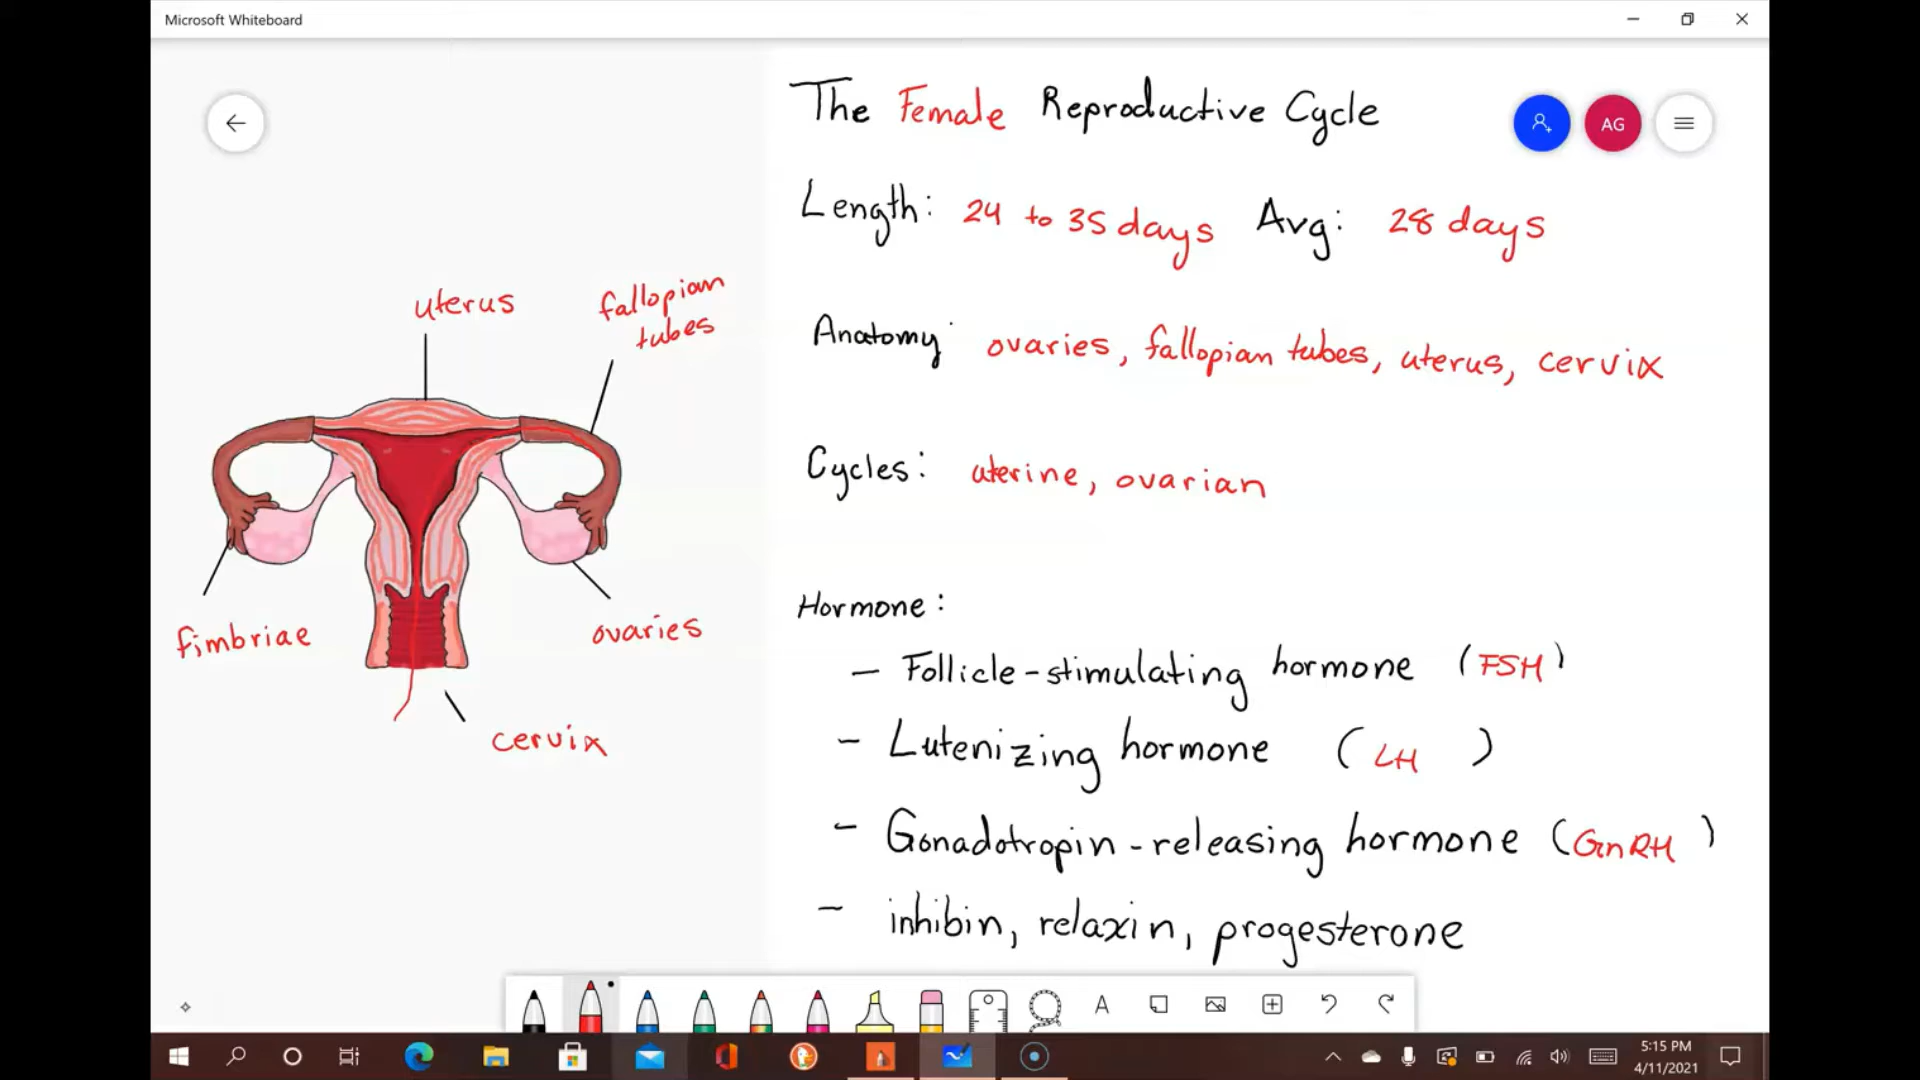 Microsoft Whiteboard
The Female Reproductive Cycle
AG
Length: 24 to 35 days Avg: 28 days
uterus
fallopian
tubes
Anatomy: ovaries, fallopian tubes, uterus, cervix
Cycles: uterine, ovarian
fimbriae
ovaries
cervix
Hormone:
- Follicle-stimulating hormone (FSH)
- Lutenizing hormone (LH)
- Gonadotropin-releasing hormone (GnRH)
- inhibin, relaxin, progesterone
A
5:15 PM
4/11/2021